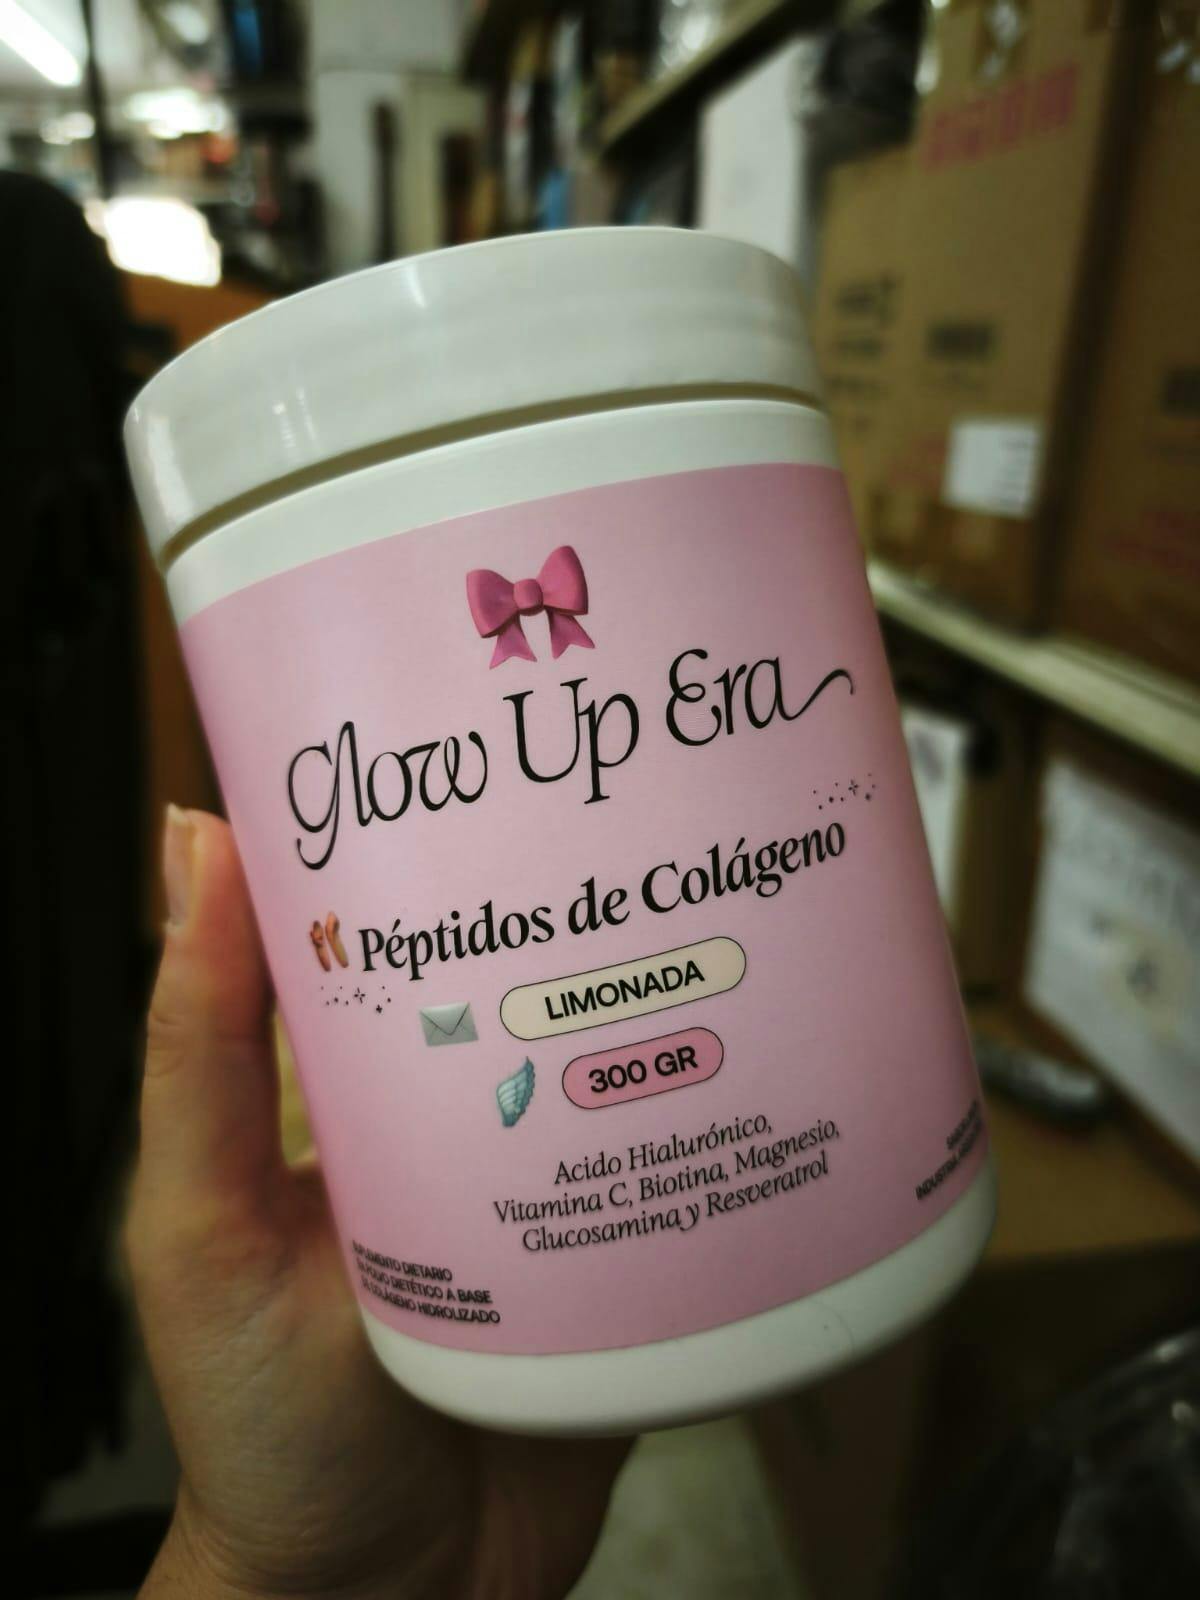 Glow Up Era
Péptidos de Colágeno
LIMONADA
300 GR
Acido Hialurónico,
Vitamina C, Biotina, Magnesio,
Glucosamina y Resveratrol
SUPLEMENTO DIETARIO
EN POLVO DIETÉTICO A BASE
DE COLÁGENO HIDROLIZADO
INDUSTRIA